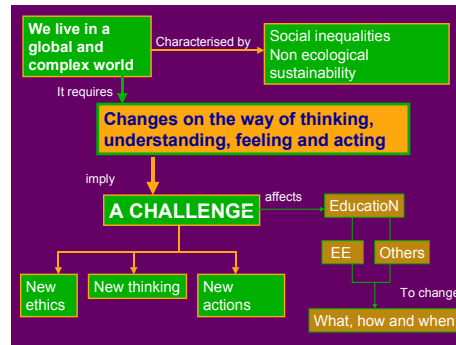 We live in a
global and
complex world
Characterised by
Social inequalities
Non ecological
sustainability
It requires
Changes on the way of thinking,
understanding, feeling and acting
imply
A CHALLENGE
affects
EducatioN
EE
Others
New
ethics
New thinking
New
actions
To change
What, how and when